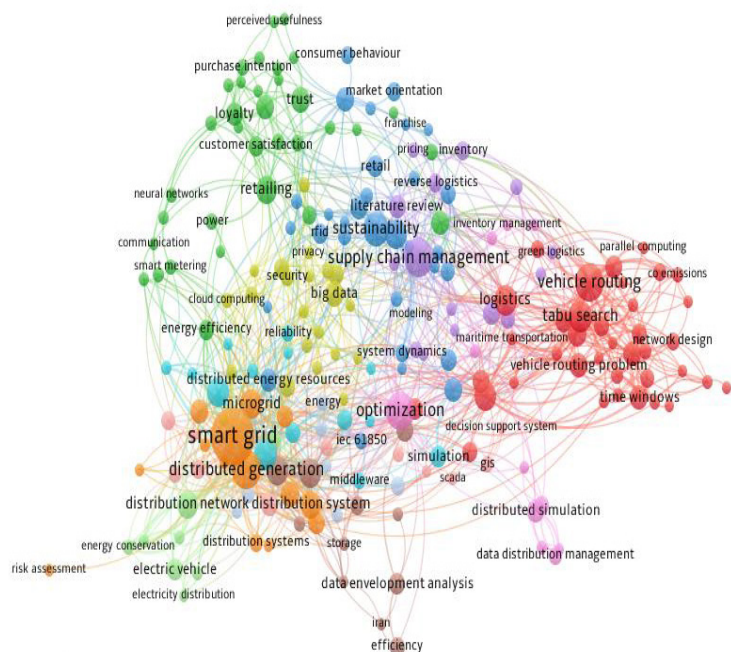 perceived usefulness
consumer behaviour
purchase intention
market orientation
trust
loyalty
franchise
customer satisfaction
pricing
inventory
retail
reverse logistics
neural networks
retailing
literature review
power
rfid
sustainability
inventory management
communication
privacy
supply chain management
green logistics
parallel computing
smart metering
security
vehicle routing
co emissions
cloud computing
big data
logistics
modeling
tabu search
energy efficiency
reliability
maritime transportation
network design
system dynamics
vehicle routing problem
distributed energy resources
microgrid
energy
optimization
time windows
smart grid
iec 61850
decision support system
simulation
gis
distributed generation
middleware
scada
distribution network
distribution system
distributed simulation
energy conservation
distribution systems
storage
data distribution management
risk assessment
electric vehicle
data envelopment analysis
electricity distribution
iran
efficiency